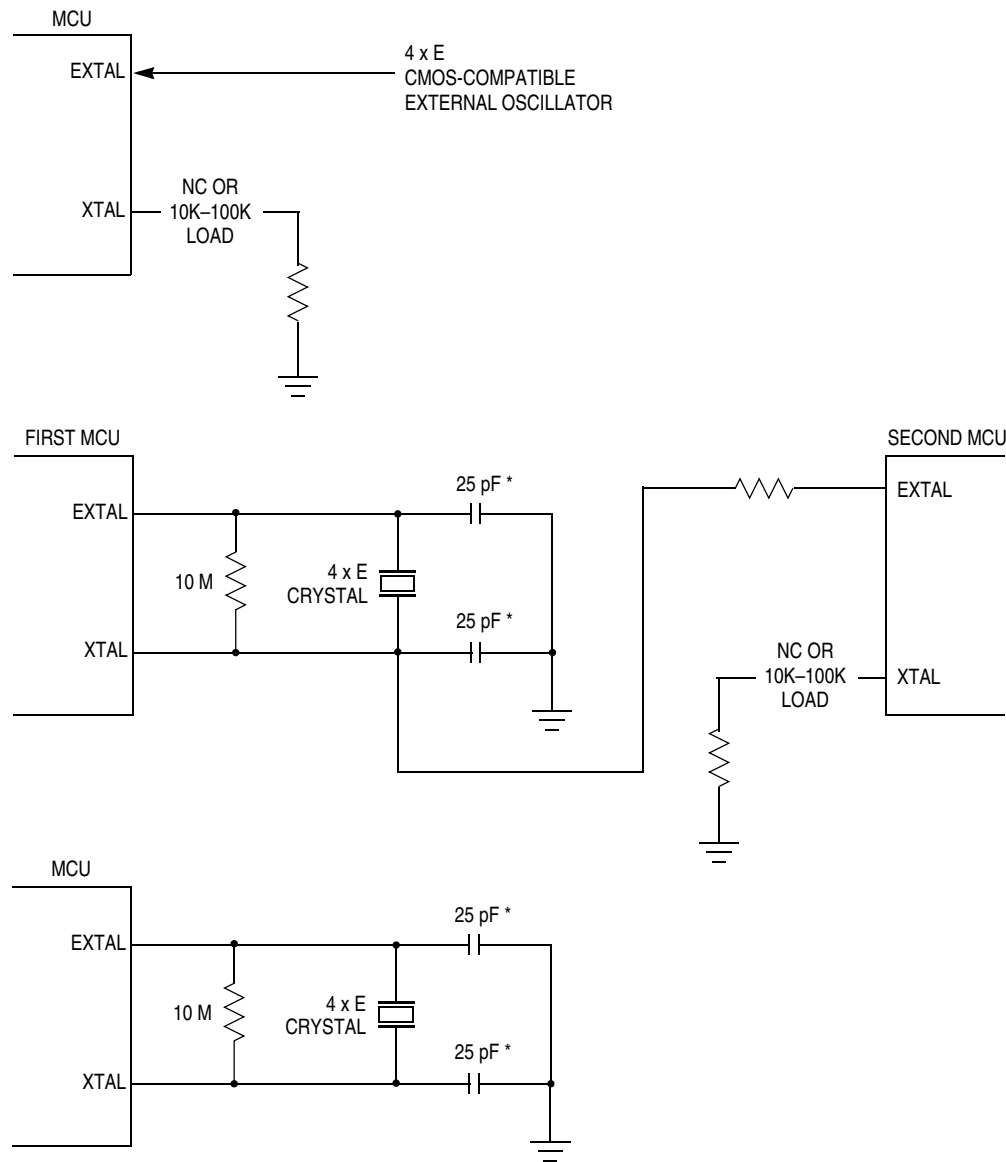 MCU
EXTAL
4 x E
CMOS-COMPATIBLE
EXTERNAL OSCILLATOR
XTAL
NC OR
10K–100K
LOAD
FIRST MCU
SECOND MCU
EXTAL
25 pF *
EXTAL
10 M
4 x E
CRYSTAL
25 pF *
XTAL
NC OR
10K–100K
LOAD
XTAL
MCU
25 pF *
EXTAL
10 M
4 x E
CRYSTAL
25 pF *
XTAL